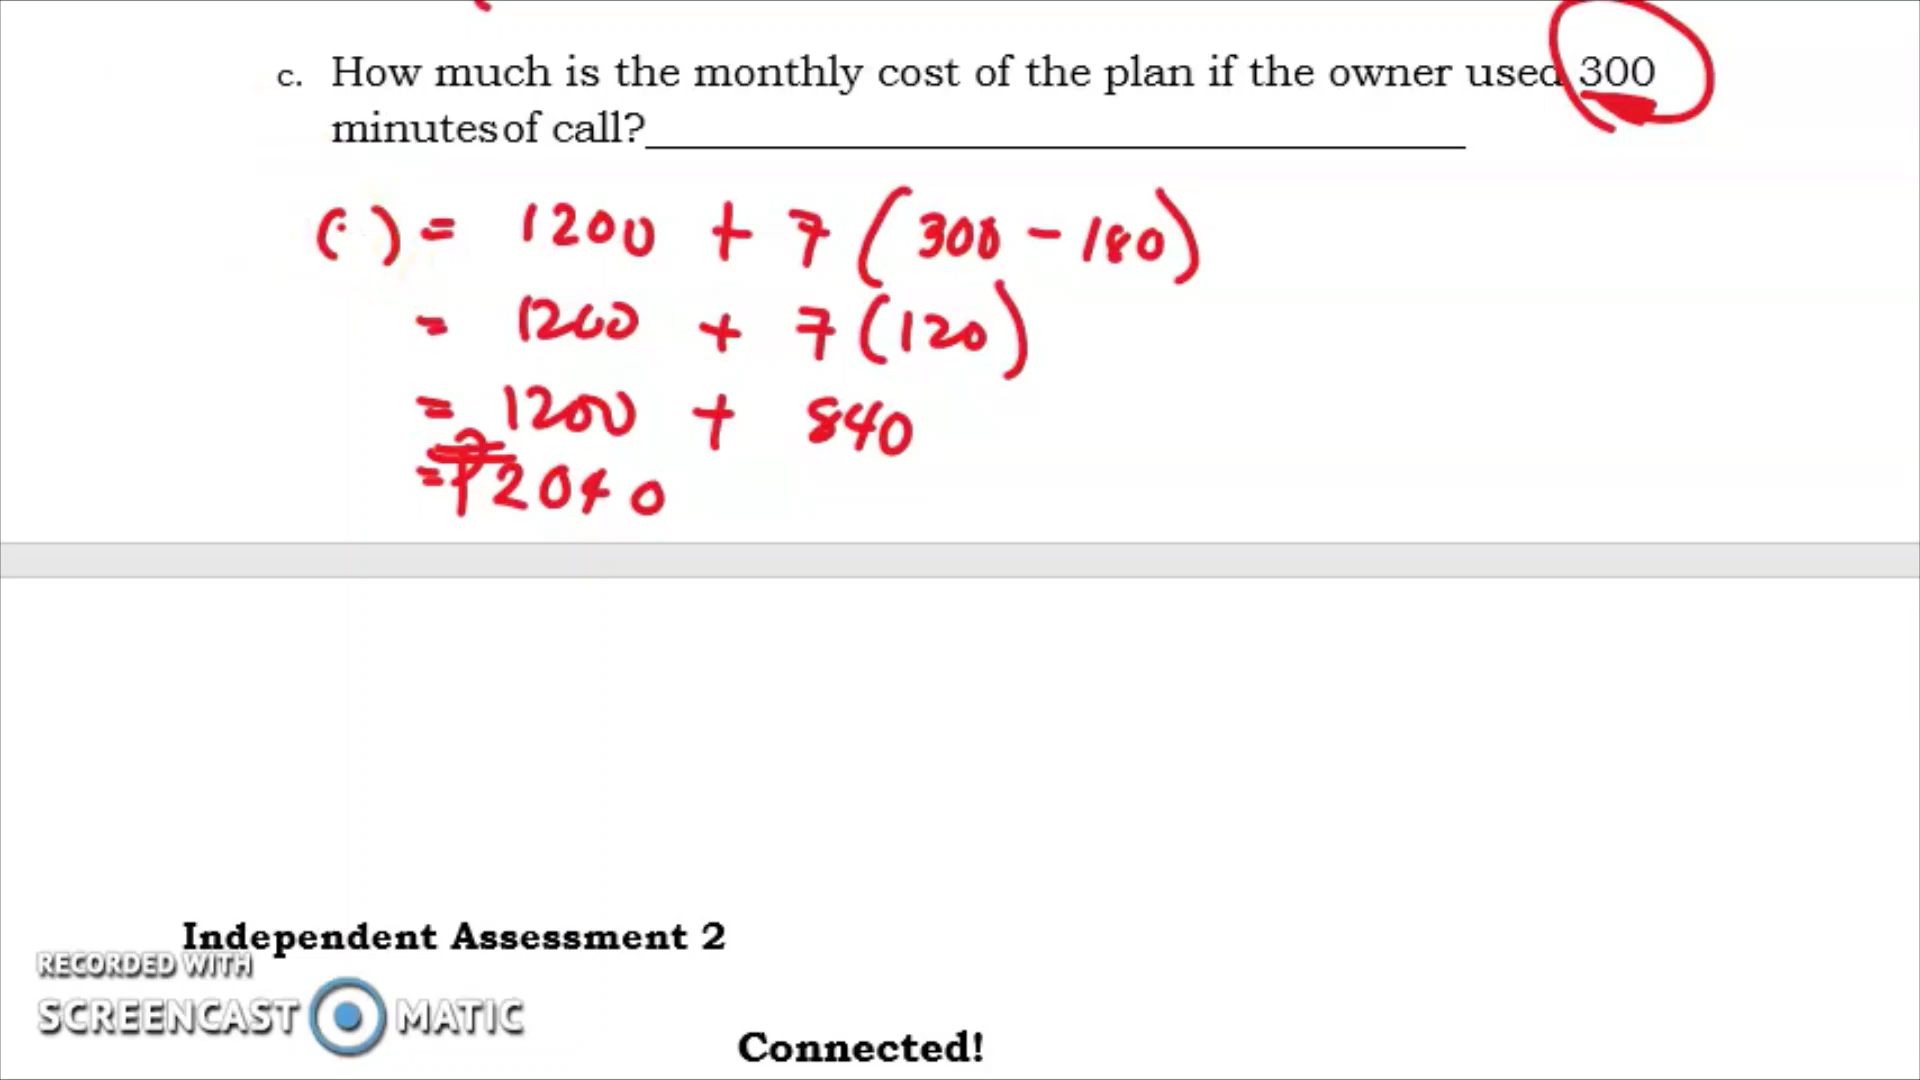 c. How much is the monthly cost of the plan if the owner used 300
minutes of call?
( ) = 1200 + 7 (300 - 180)
= 1200 + 7 (120)
= 1200 + 840
= ₱2040
Independent Assessment 2
RECORDED WITH
SCREENCAST MATIC
Connected!